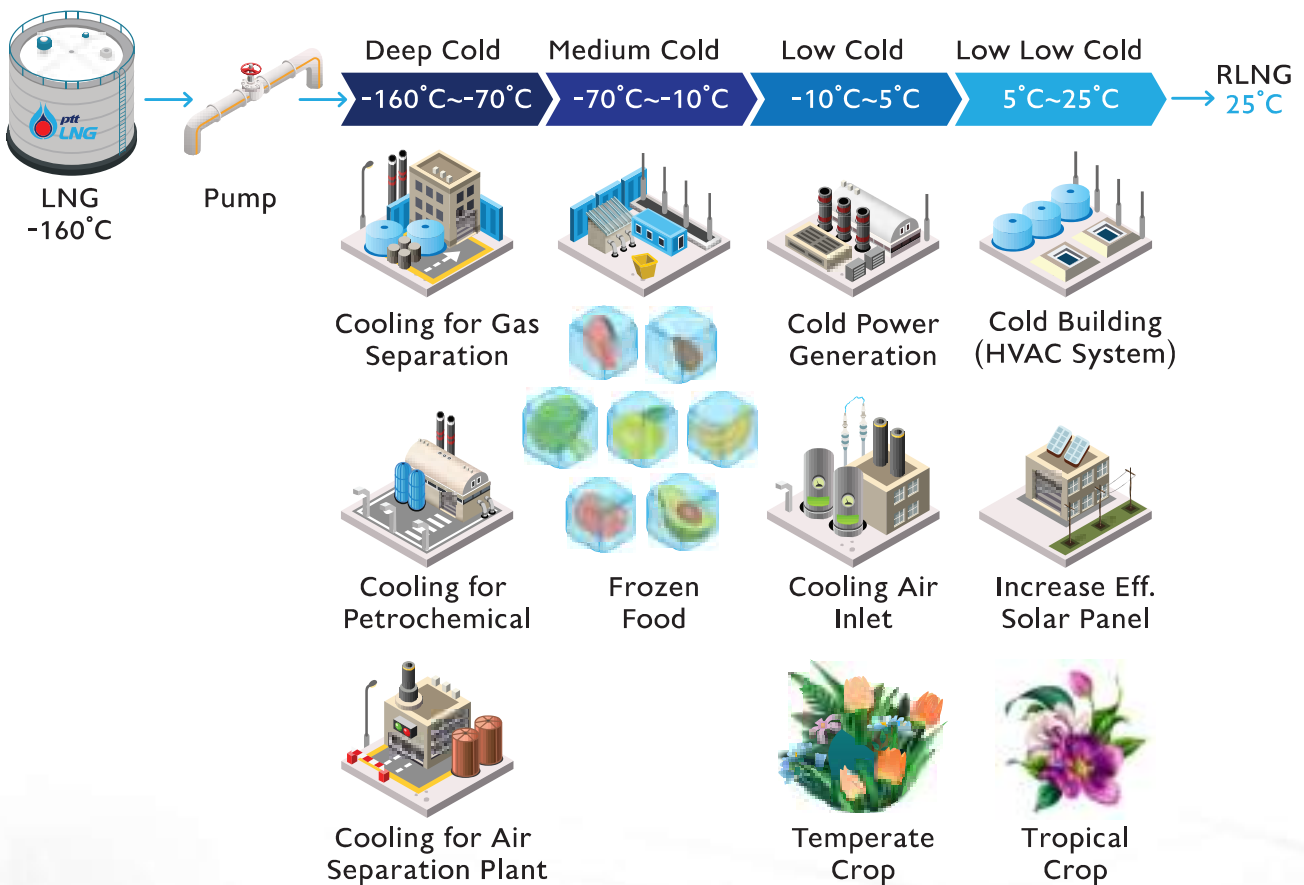 ptt
LNG
LNG
-160°C
Pump
Deep Cold
-160°C~-70°C
Medium Cold
-70°C~-10°C
Low Cold
-10°C~5°C
Low Low Cold
5°C~25°C
RLNG
25°C
Cooling for Gas
Separation
Cold Power
Generation
Cold Building
(HVAC System)
Cooling for
Petrochemical
Frozen
Food
Cooling Air
Inlet
Increase Eff.
Solar Panel
Cooling for Air
Separation Plant
Temperate
Crop
Tropical
Crop